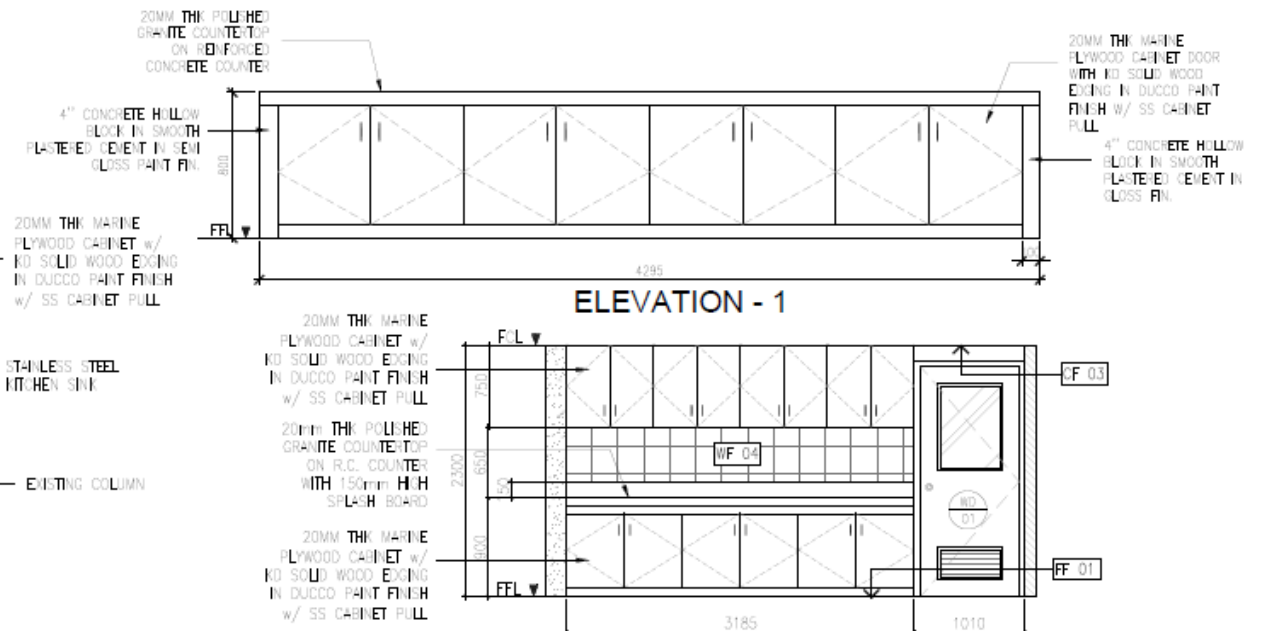 20MM THK POLISHED
GRANITE COUNTERTOP
ON REINFORCED
CONCRETE COUNTER
20MM THK MARINE
PLYWOOD CABINET DOOR
WITH KD SOLID WOOD
EDGING IN DUCCO PAINT
FINISH W/ SS CABINET
PULL
4" CONCRETE HOLLOW
BLOCK IN SMOOTH
PLASTERED CEMENT IN SEMI
GLOSS PAINT FIN.
800
4" CONCRETE HOLLOW
BLOCK IN SMOOTH
PLASTERED CEMENT IN
GLOSS FIN.
20MM THK MARINE
PLYWOOD CABINET w/
KD SOLID WOOD EDGING
IN DUCCO PAINT FINISH
w/ SS CABINET PULL
FFL
4295
ELEVATION - 1
20MM THK MARINE
PLYWOOD CABINET w/
KD SOLID WOOD EDGING
IN DUCCO PAINT FINISH
w/ SS CABINET PULL
FCL
STAINLESS STEEL
KITCHEN SINK
750
CF 03
20mm THK POLISHED
GRANITE COUNTERTOP
ON R.C. COUNTER
WITH 150mm HIGH
SPLASH BOARD
2300
650
WF 04
EXISTING COLUMN
WD
01
20MM THK MARINE
PLYWOOD CABINET w/
KD SOLID WOOD EDGING
IN DUCCO PAINT FINISH
w/ SS CABINET PULL
900
FFL
FF 01
3185
1010